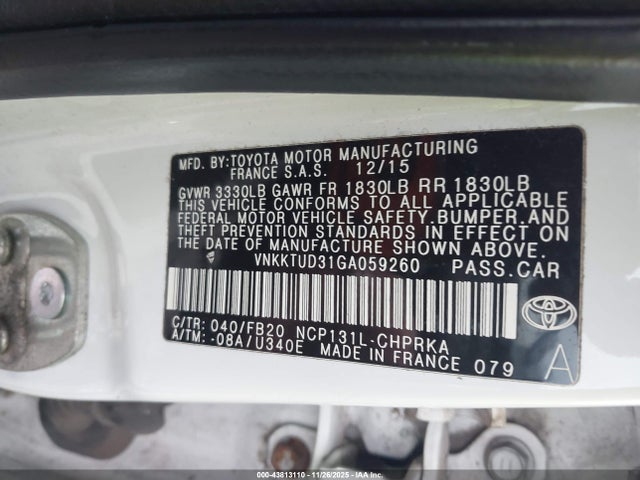 MFD. BY:TOYOTA MOTOR MANUFACTURING
FRANCE S.A.S. 12/15
GVWR 3330LB GAWR FR 1830LB RR 1830LB
THIS VEHICLE CONFORMS TO ALL APPLICABLE
FEDERAL MOTOR VEHICLE SAFETY,BUMPER,AND
THEFT PREVENTION STANDARDS IN EFFECT ON
THE DATE OF MANUFACTURE SHOWN ABOVE.
VNKKTUD31GA059260 PASS.CAR
C/TR: 040/FB20 NCP131L-CHPRKA
A/TM: -08A/U340E MADE IN FRANCE 079
TOYOTA
A
000-43813110 - 11/26/2025 - IAA Inc.